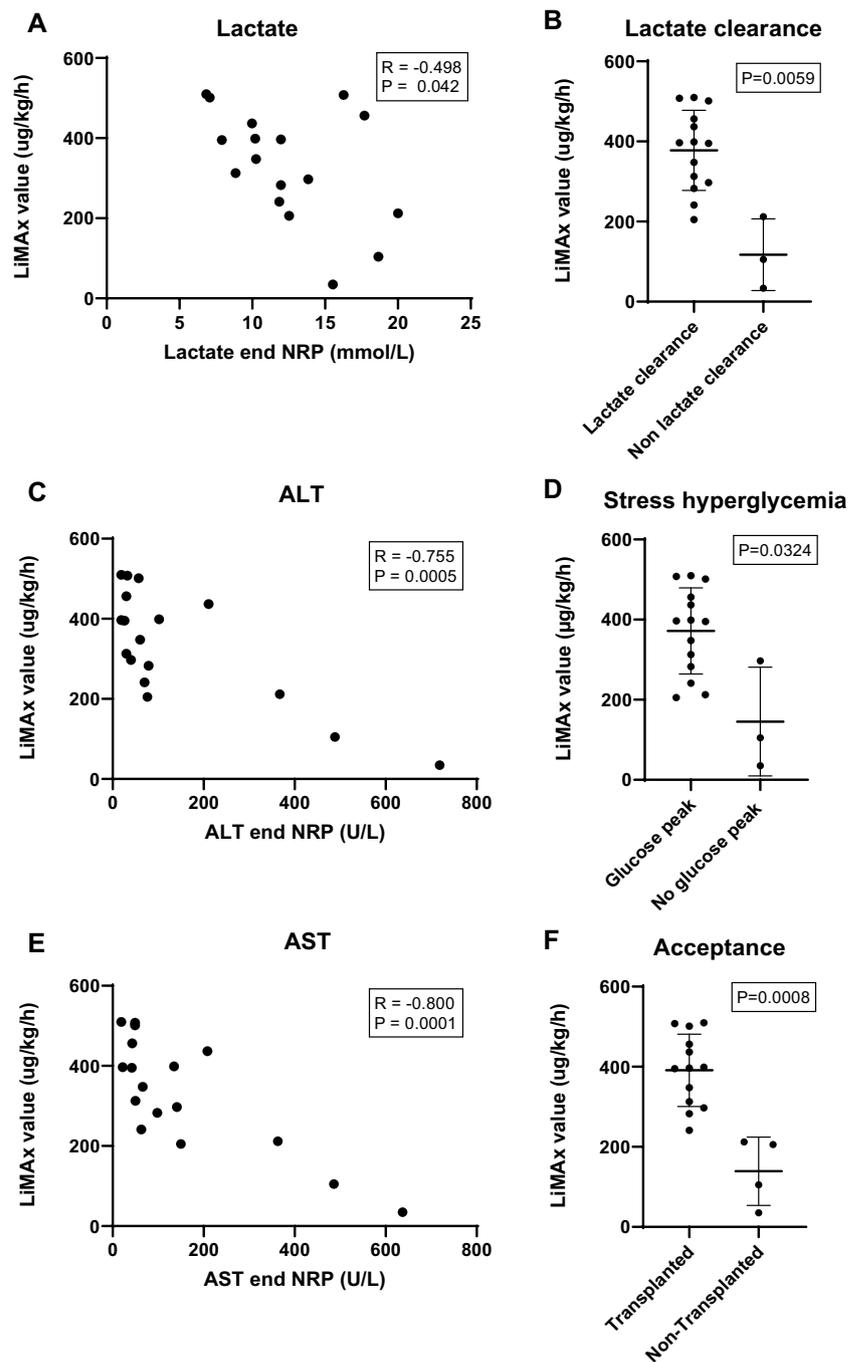 A
Lactate
LiMAx value (ug/kg/h)
600
400
200
0
R = -0.498
P = 0.042
0 5 10 15 20 25
Lactate end NRP (mmol/L)
B
Lactate clearance
LiMAx value (ug/kg/h)
600
400
200
0
P=0.0059
Lactate clearance
Non lactate clearance
C
ALT
LiMAx value (ug/kg/h)
600
400
200
0
R = -0.755
P = 0.0005
0 200 400 600 800
ALT end NRP (U/L)
D
Stress hyperglycemia
LiMAx value (µg/kg/h)
600
400
200
0
P=0.0324
Glucose peak
No glucose peak
E
AST
LiMAx value (ug/kg/h)
600
400
200
0
R = -0.800
P = 0.0001
0 200 400 600 800
AST end NRP (U/L)
F
Acceptance
LiMAx value (ug/kg/h)
600
400
200
0
P=0.0008
Transplanted
Non-Transplanted